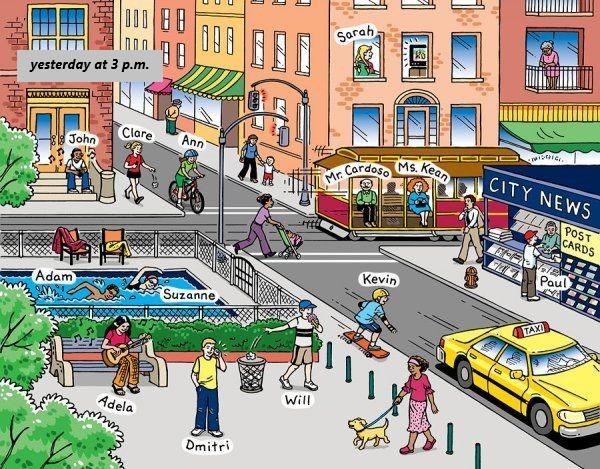 yesterday at 3 p.m.
Sarah
John
Clare
Ann
Mr. Cardoso
Ms. Kean
CITY NEWS
POST
CARDS
Adam
Suzanne
Kevin
Paul
TAXI
Adela
Will
Dmitri